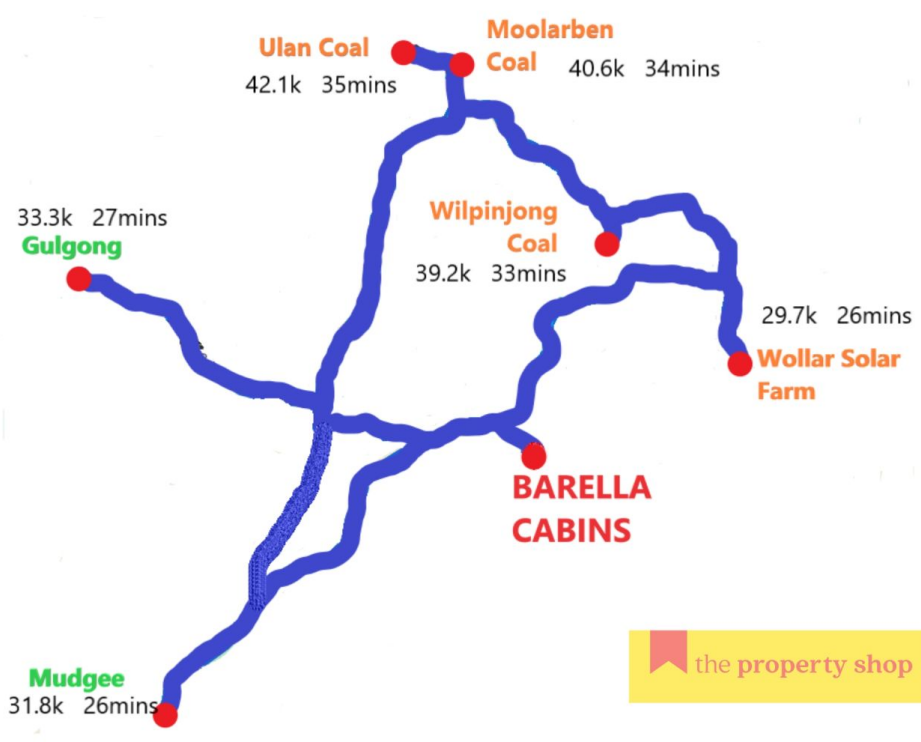 Ulan Coal
42.1k 35mins
Moolarben
Coal
40.6k 34mins
33.3k 27mins
Gulgong
Wilpinjong
Coal
39.2k 33mins
29.7k 26mins
Wollar Solar
Farm
BARELLA
CABINS
Mudgee
31.8k 26mins
the property shop